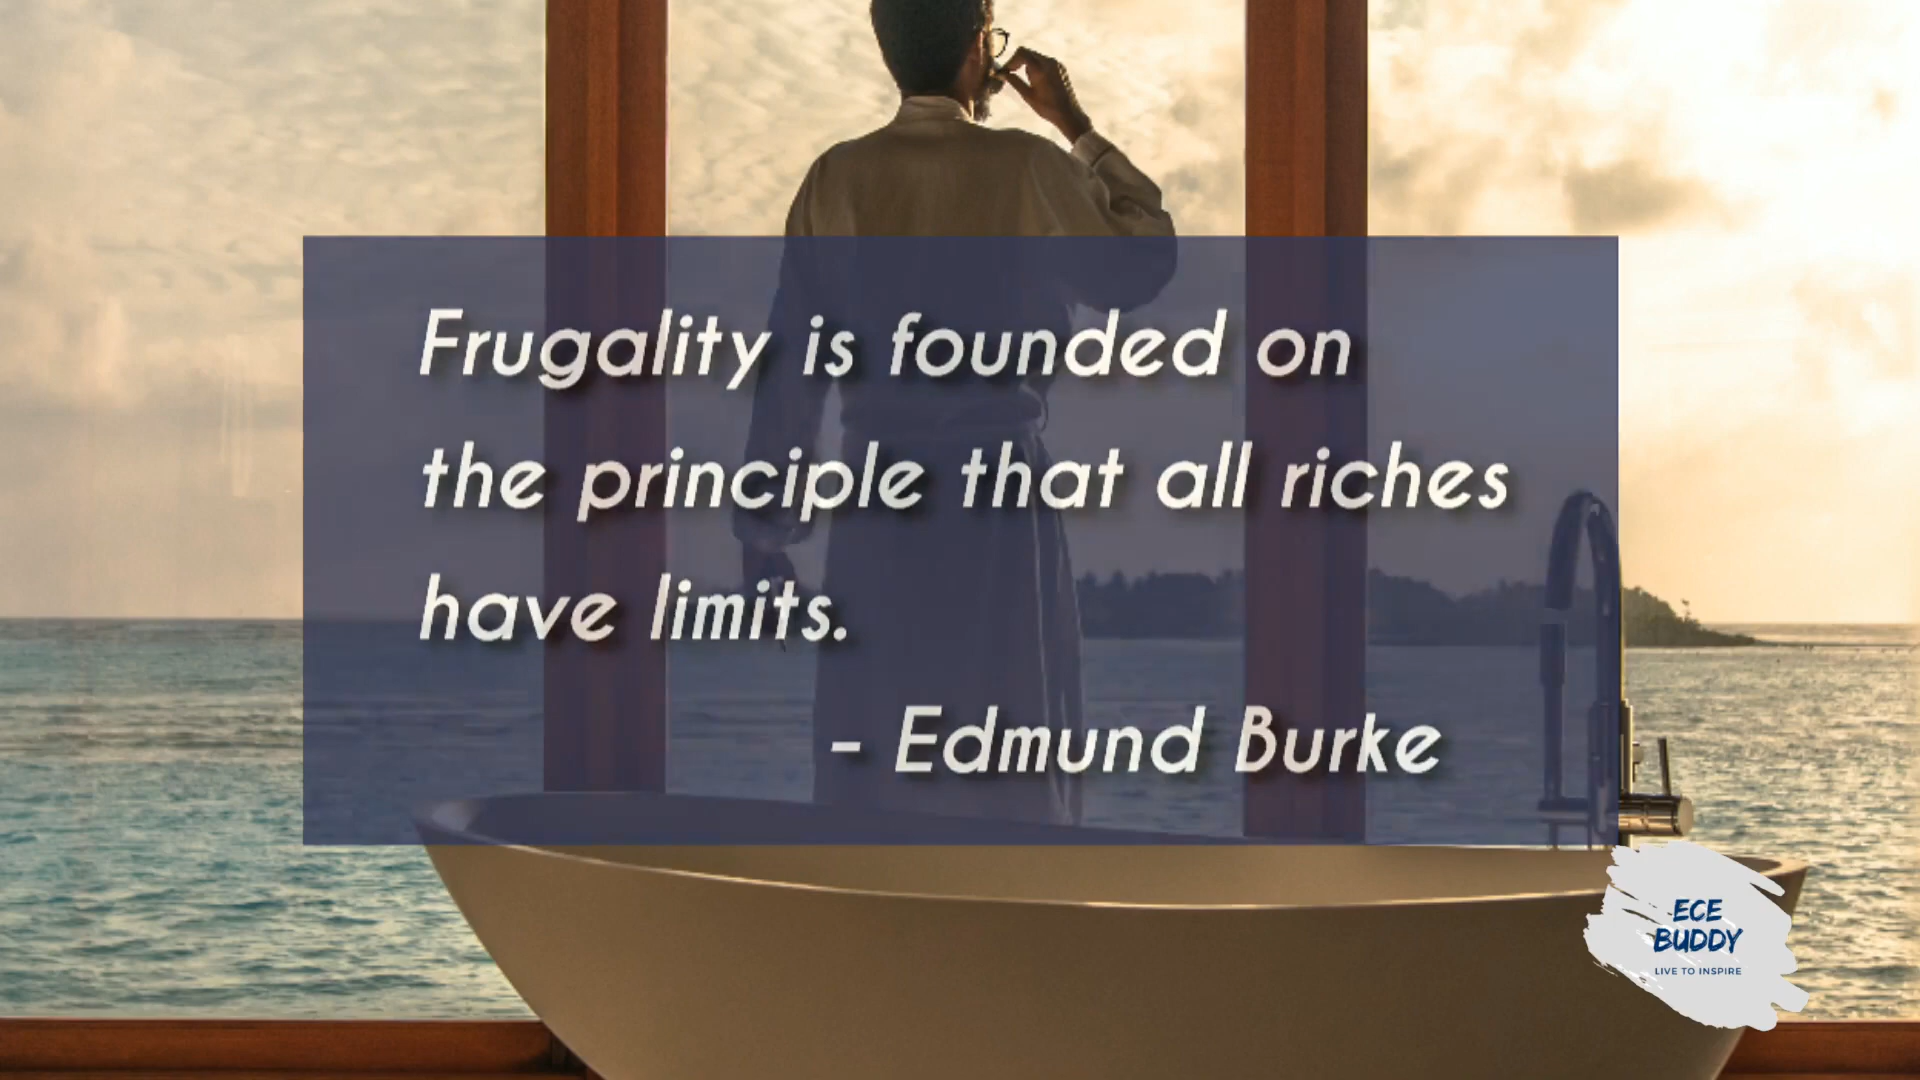 Frugality is founded on
the principle that all riches
have limits.
– Edmund Burke
ECE
BUDDY
LIVE TO INSPIRE